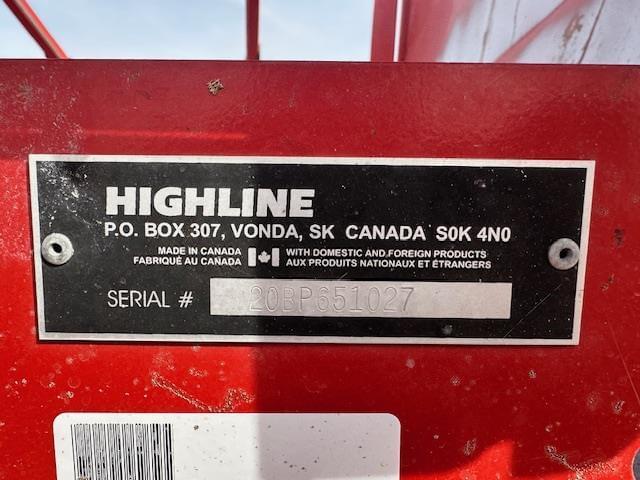 HIGHLINE
P.O. BOX 307, VONDA, SK CANADA S0K 4N0
MADE IN CANADA WITH DOMESTIC AND FOREIGN PRODUCTS
FABRIQUÉ AU CANADA AUX PRODUITS NATIONAUX ET ÉTRANGERS
SERIAL # 20BP651027